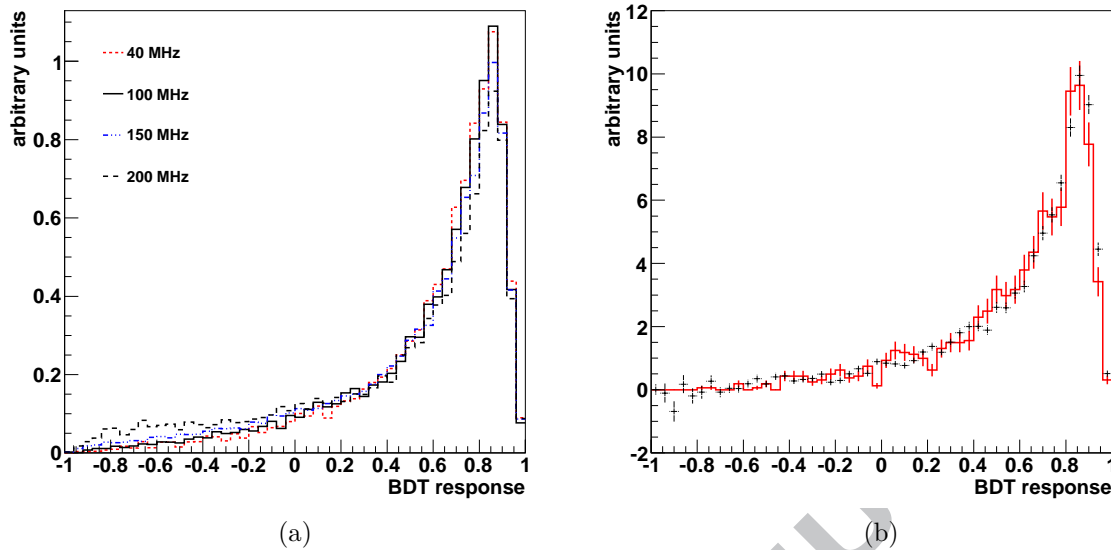 arbitrary units
1
0.8
0.6
0.4
0.2
0
40 MHz
100 MHz
150 MHz
200 MHz
-1 -0.8 -0.6 -0.4 -0.2 0 0.2 0.4 0.6 0.8 1
BDT response
(a)
arbitrary units
12
10
8
6
4
2
0
-2
-1 -0.8 -0.6 -0.4 -0.2 0 0.2 0.4 0.6 0.8 1
BDT response
(b)